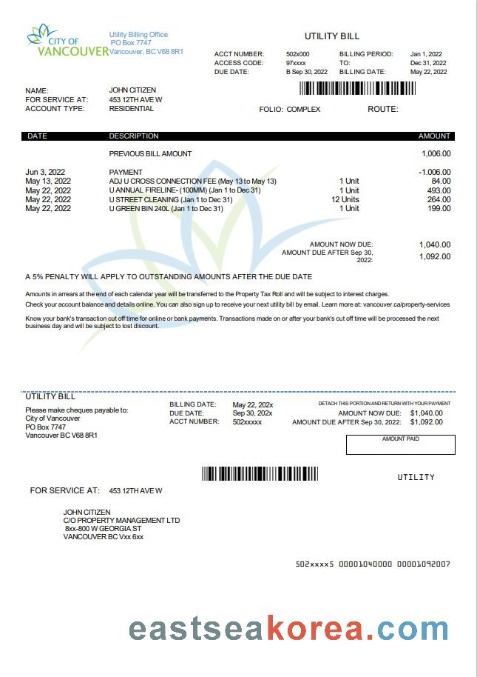 CITY OF
VANCOUVER
Utility Billing Office
PO Box 7747
Vancouver, BC V68 8R1
UTILITY BILL
ACCT NUMBER: 502x000 BILLING PERIOD: Jan 1, 2022
ACCESS CODE: 97xxxx TO: Dec 31, 2022
DUE DATE: B Sep 30, 2022 BILLING DATE: May 22, 2022
NAME: JOHN CITIZEN
FOR SERVICE AT: 453 12TH AVE W
ACCOUNT TYPE: RESIDENTIAL
FOLIO: COMPLEX ROUTE:
DATE DESCRIPTION AMOUNT
PREVIOUS BILL AMOUNT 1,006.00
Jun 3, 2022 PAYMENT -1.006.00
May 13, 2022 ADJ U CROSS CONNECTION FEE (May 13 to May 13) 1 Unit 84.00
May 22, 2022 U ANNUAL FIRELINE- (100MM) (Jan 1 to Dec 31) 1 Unit 493.00
May 22, 2022 U STREET CLEANING (Jan 1 to Dec 31) 12 Units 264.00
May 22, 2022 U GREEN BIN 240L (Jan 1 to Dec 31) 1 Unit 199.00
AMOUNT NOW DUE: 1,040.00
AMOUNT DUE AFTER Sep 30, 1,092.00
2022:
A 5% PENALTY WILL APPLY TO OUTSTANDING AMOUNTS AFTER THE DUE DATE
Amounts in arrears at the end of each calendar year will be transferred to the Property Tax Roll and will be subject to interest charges.
Check your account balance and details online. You can also sign up to receive your next utility bill by email. Learn more at: vancouver.ca/property-services
Know your bank's transaction cut off time for online or bank payments. Transactions made on or after your bank's cut off time will be processed the next
business day and will be subject to lost discount.
UTILITY BILL
Please make cheques payable to:
City of Vancouver
PO Box 7747
Vancouver BC V68 8R1
BILLING DATE: May 22, 202x
DUE DATE: Sep 30, 202x
ACCT NUMBER: 502xxxxx
DETACH THIS PORTION AND RETURN WITH YOUR PAYMENT
AMOUNT NOW DUE: $1,040.00
AMOUNT DUE AFTER Sep 30, 2022: $1,092.00
AMOUNT PAID
UTILITY
FOR SERVICE AT: 453 12TH AVE W
JOHN CITIZEN
C/O PROPERTY MANAGEMENT LTD
8xx-800 W GEORGIA ST
VANCOUVER BC Vxx 6xx
502xxxx5 00001040000 00001092007
eastseakorea.com